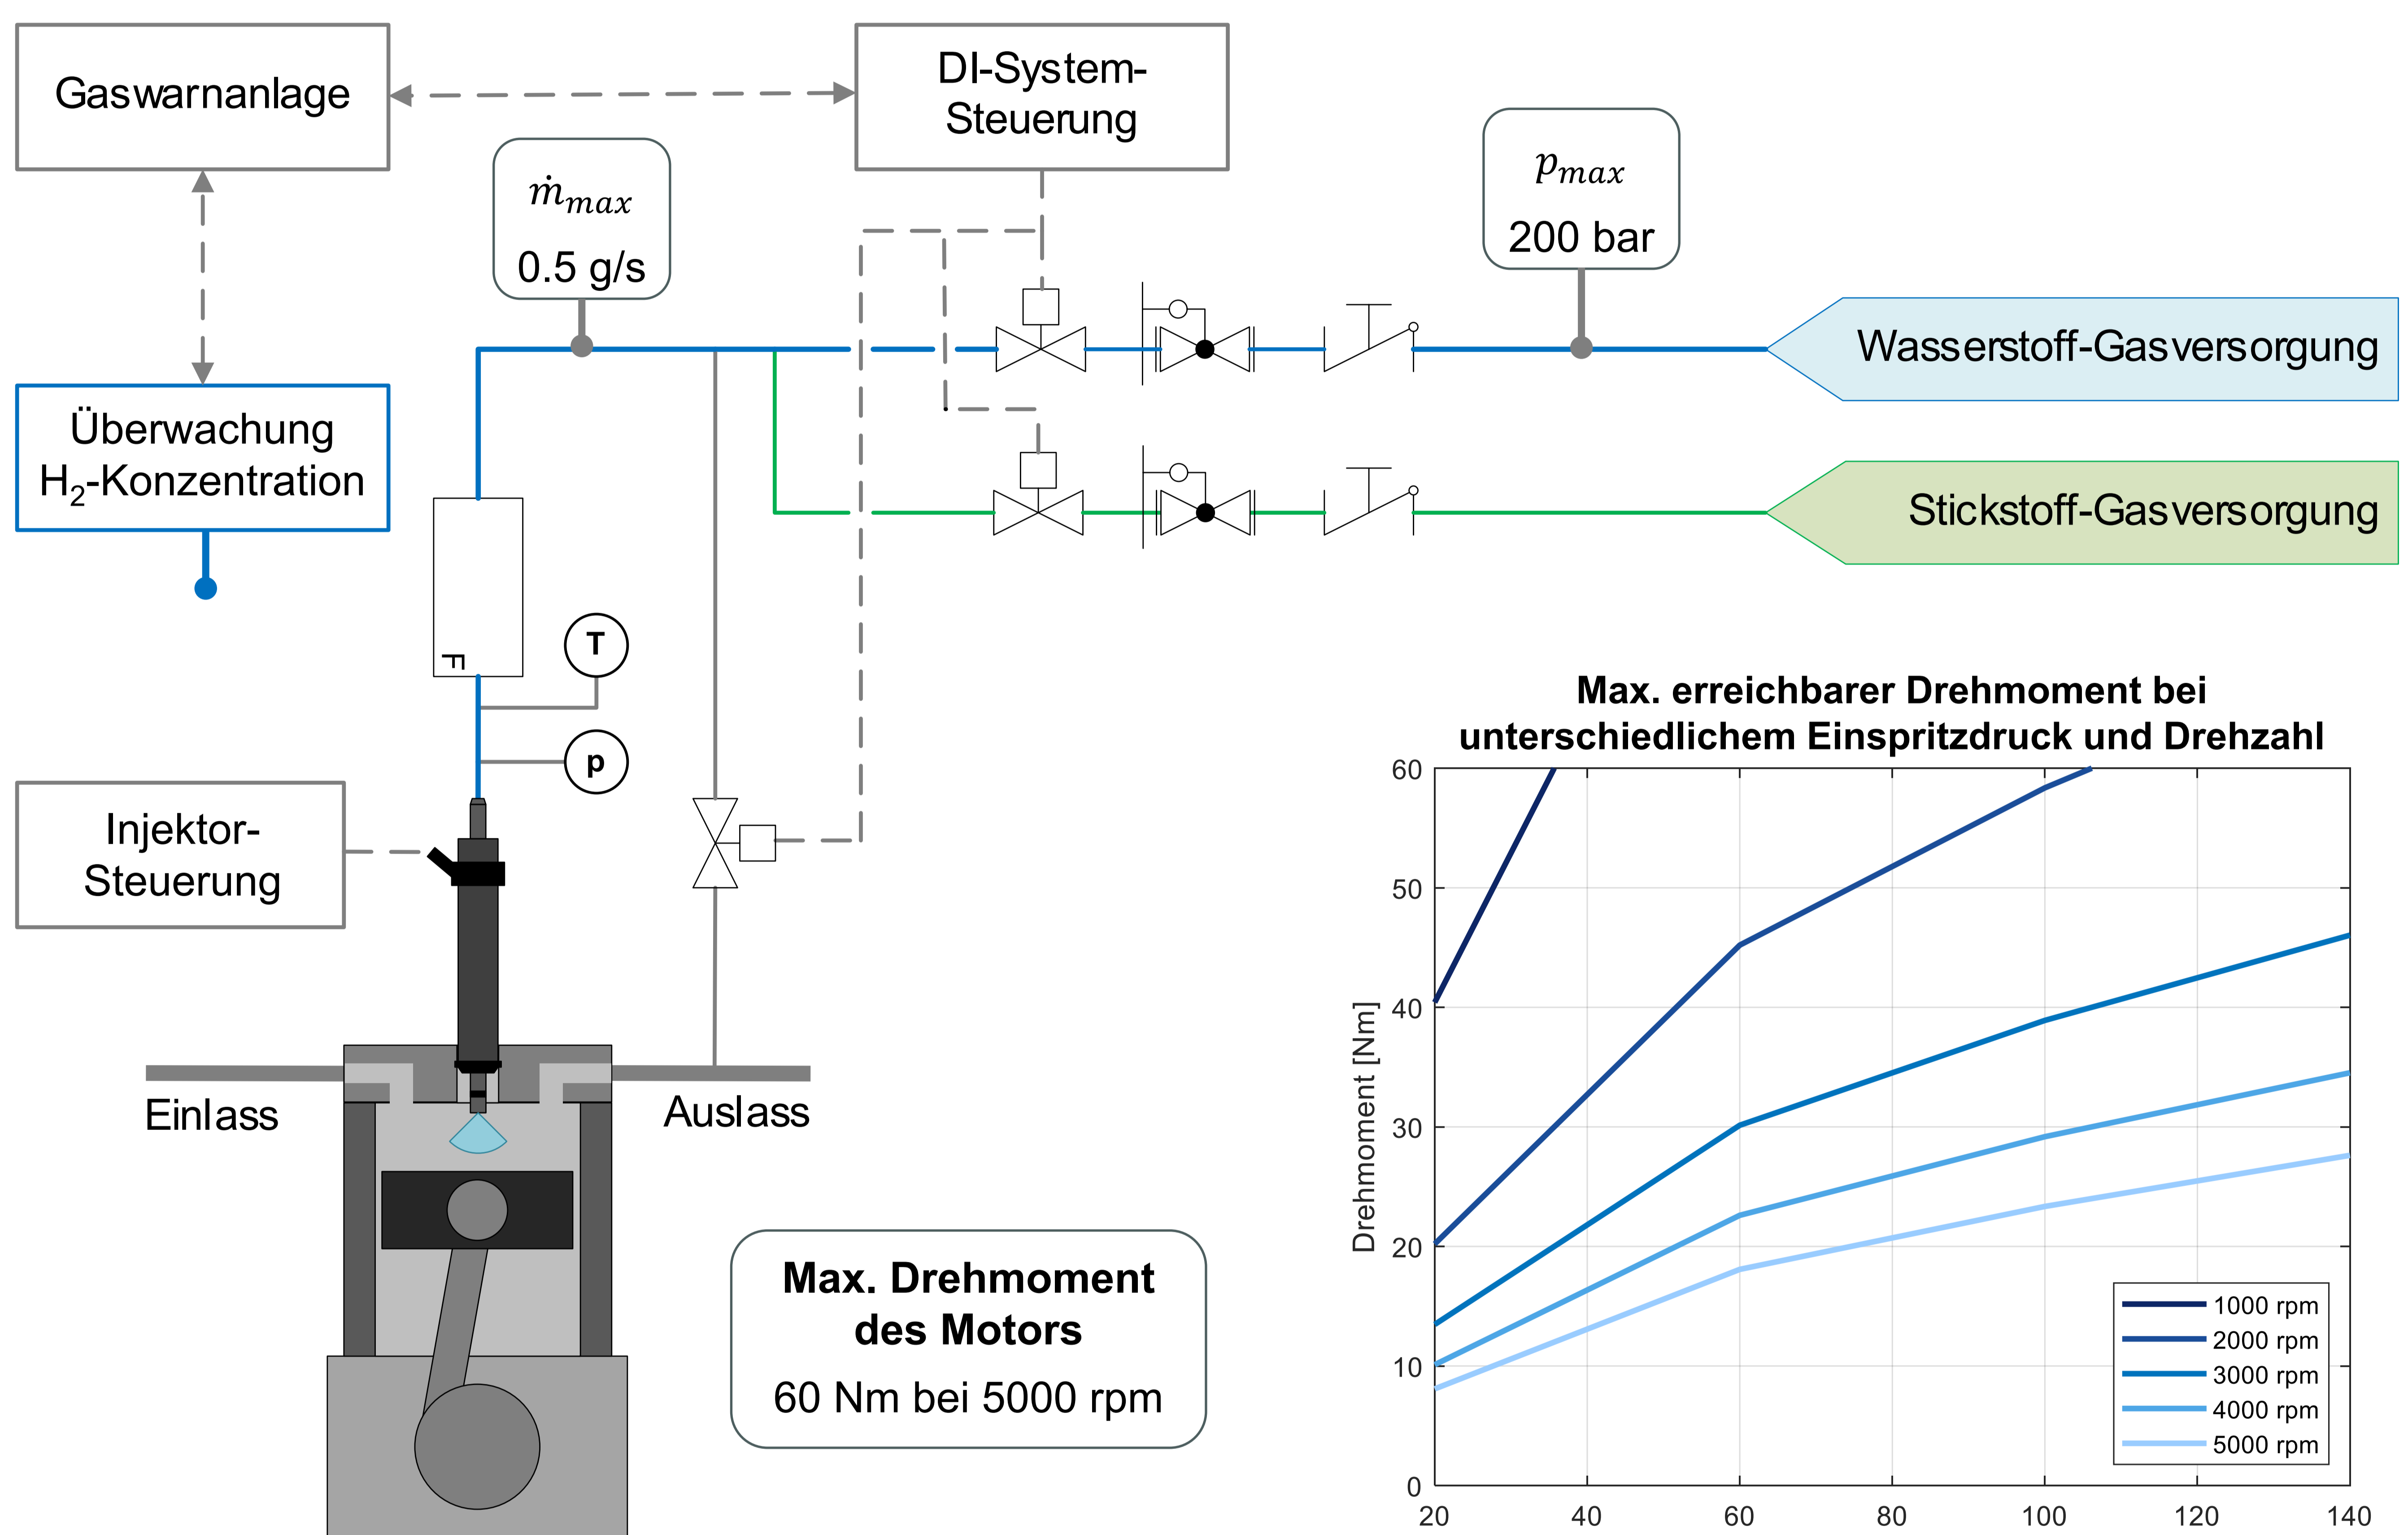 Gaswarnanlage
DI-System-
Steuerung
ṁmax
0.5 g/s
pmax
200 bar
Wasserstoff-Gasversorgung
Überwachung
H2-Konzentration
Stickstoff-Gasversorgung
F
T
p
Injektor-
Steuerung
Einlass
Auslass
Max. Drehmoment
des Motors
60 Nm bei 5000 rpm
Max. erreichbarer Drehmoment bei
unterschiedlichem Einspritzdruck und Drehzahl
Drehmoment [Nm]
60
50
40
30
20
10
0
20 40 60 80 100 120 140
1000 rpm
2000 rpm
3000 rpm
4000 rpm
5000 rpm